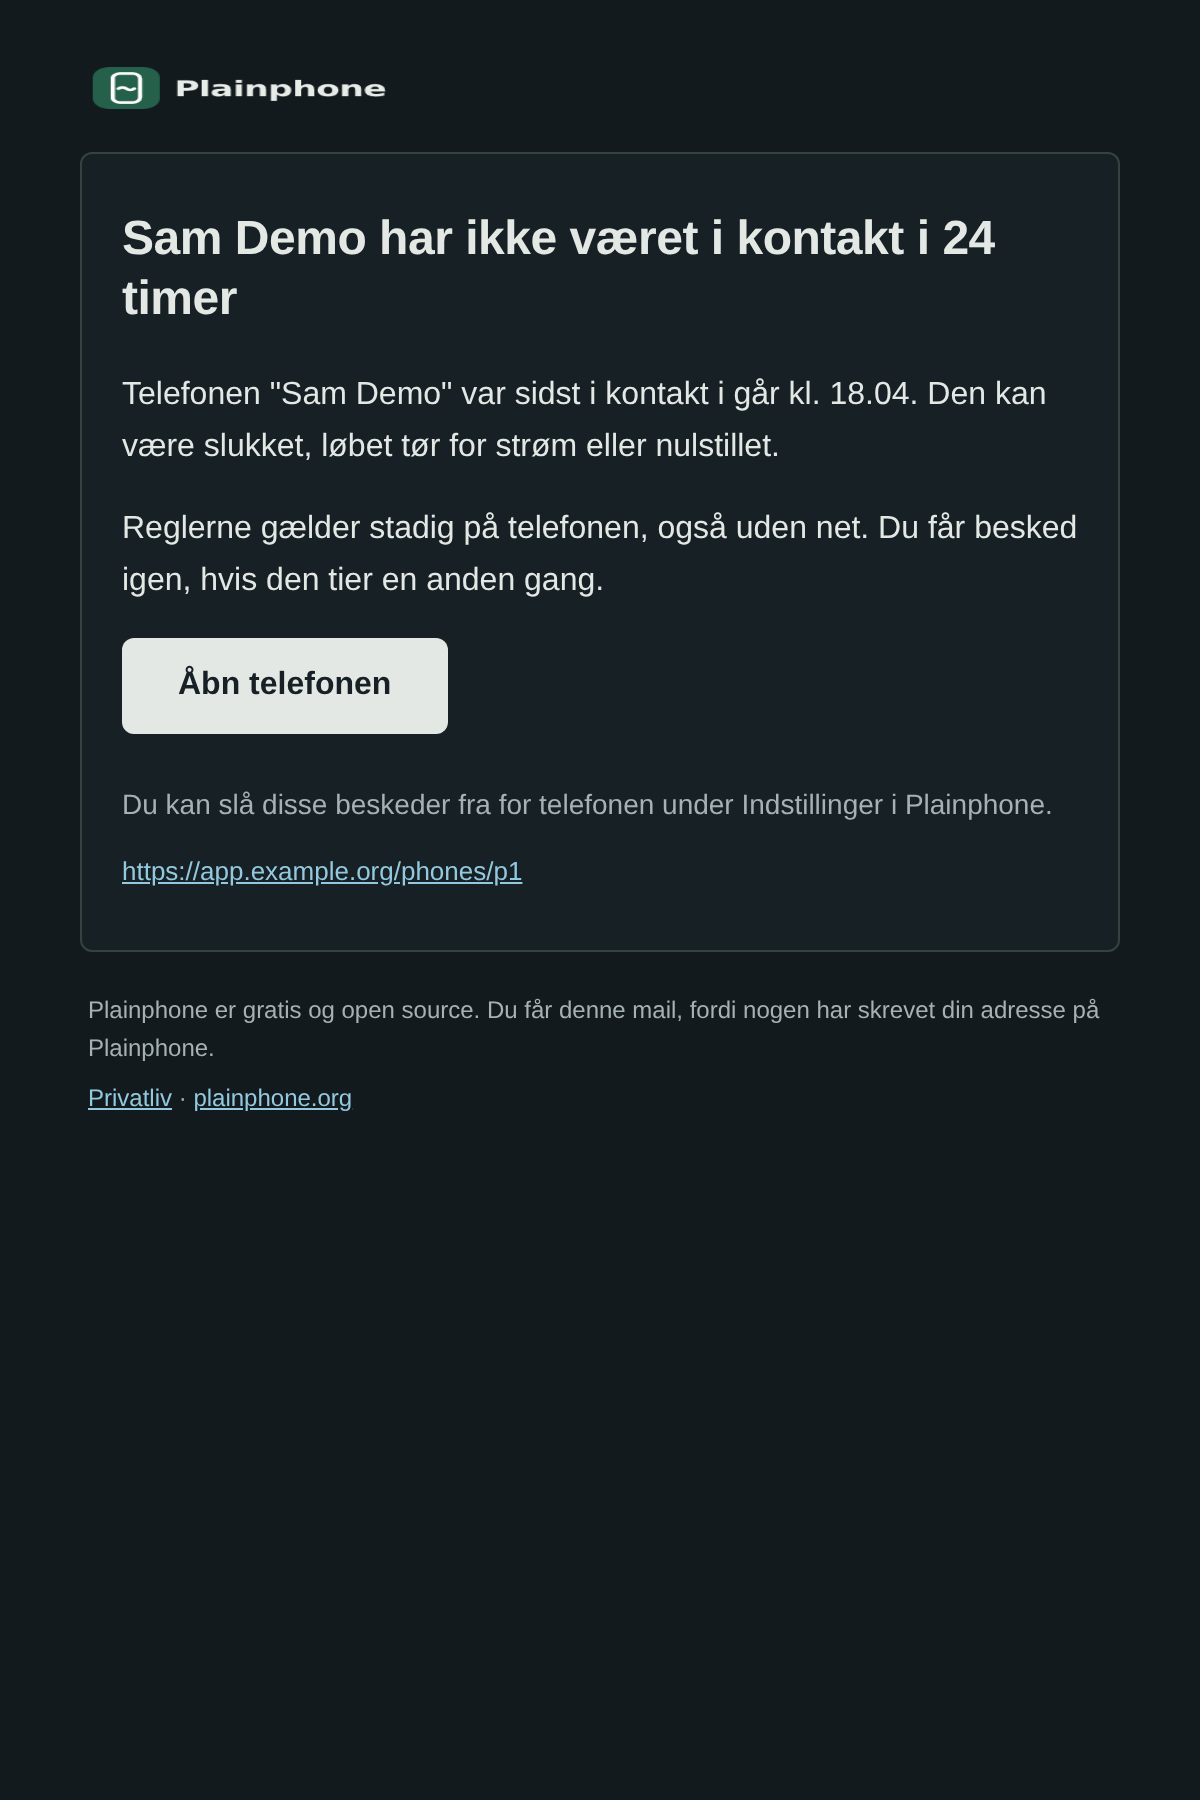 Plainphone
Sam Demo har ikke været i kontakt i 24
timer
Telefonen "Sam Demo" var sidst i kontakt i går kl. 18.04. Den kan
være slukket, løbet tør for strøm eller nulstillet.
Reglerne gælder stadig på telefonen, også uden net. Du får besked
igen, hvis den tier en anden gang.
Åbn telefonen
Du kan slå disse beskeder fra for telefonen under Indstillinger i Plainphone.
https://app.example.org/phones/p1
Plainphone er gratis og open source. Du får denne mail, fordi nogen har skrevet din adresse på
Plainphone.
Privatliv · plainphone.org